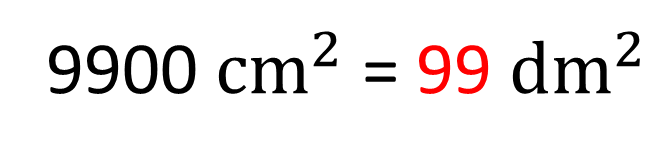 9900 cm² = 99 dm²